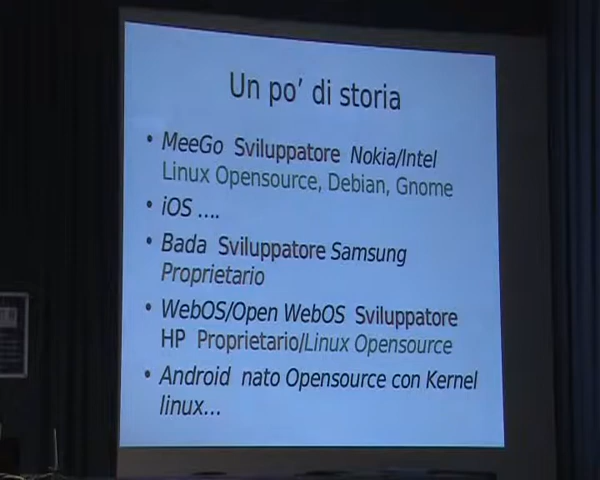 Un po' di storia
• MeeGo Sviluppatore Nokia/Intel
Linux Opensource, Debian, Gnome
• iOS ....
• Bada Sviluppatore Samsung
Proprietario
• WebOS/Open WebOS Sviluppatore
HP Proprietario/Linux Opensource
• Android nato Opensource con Kernel
linux...